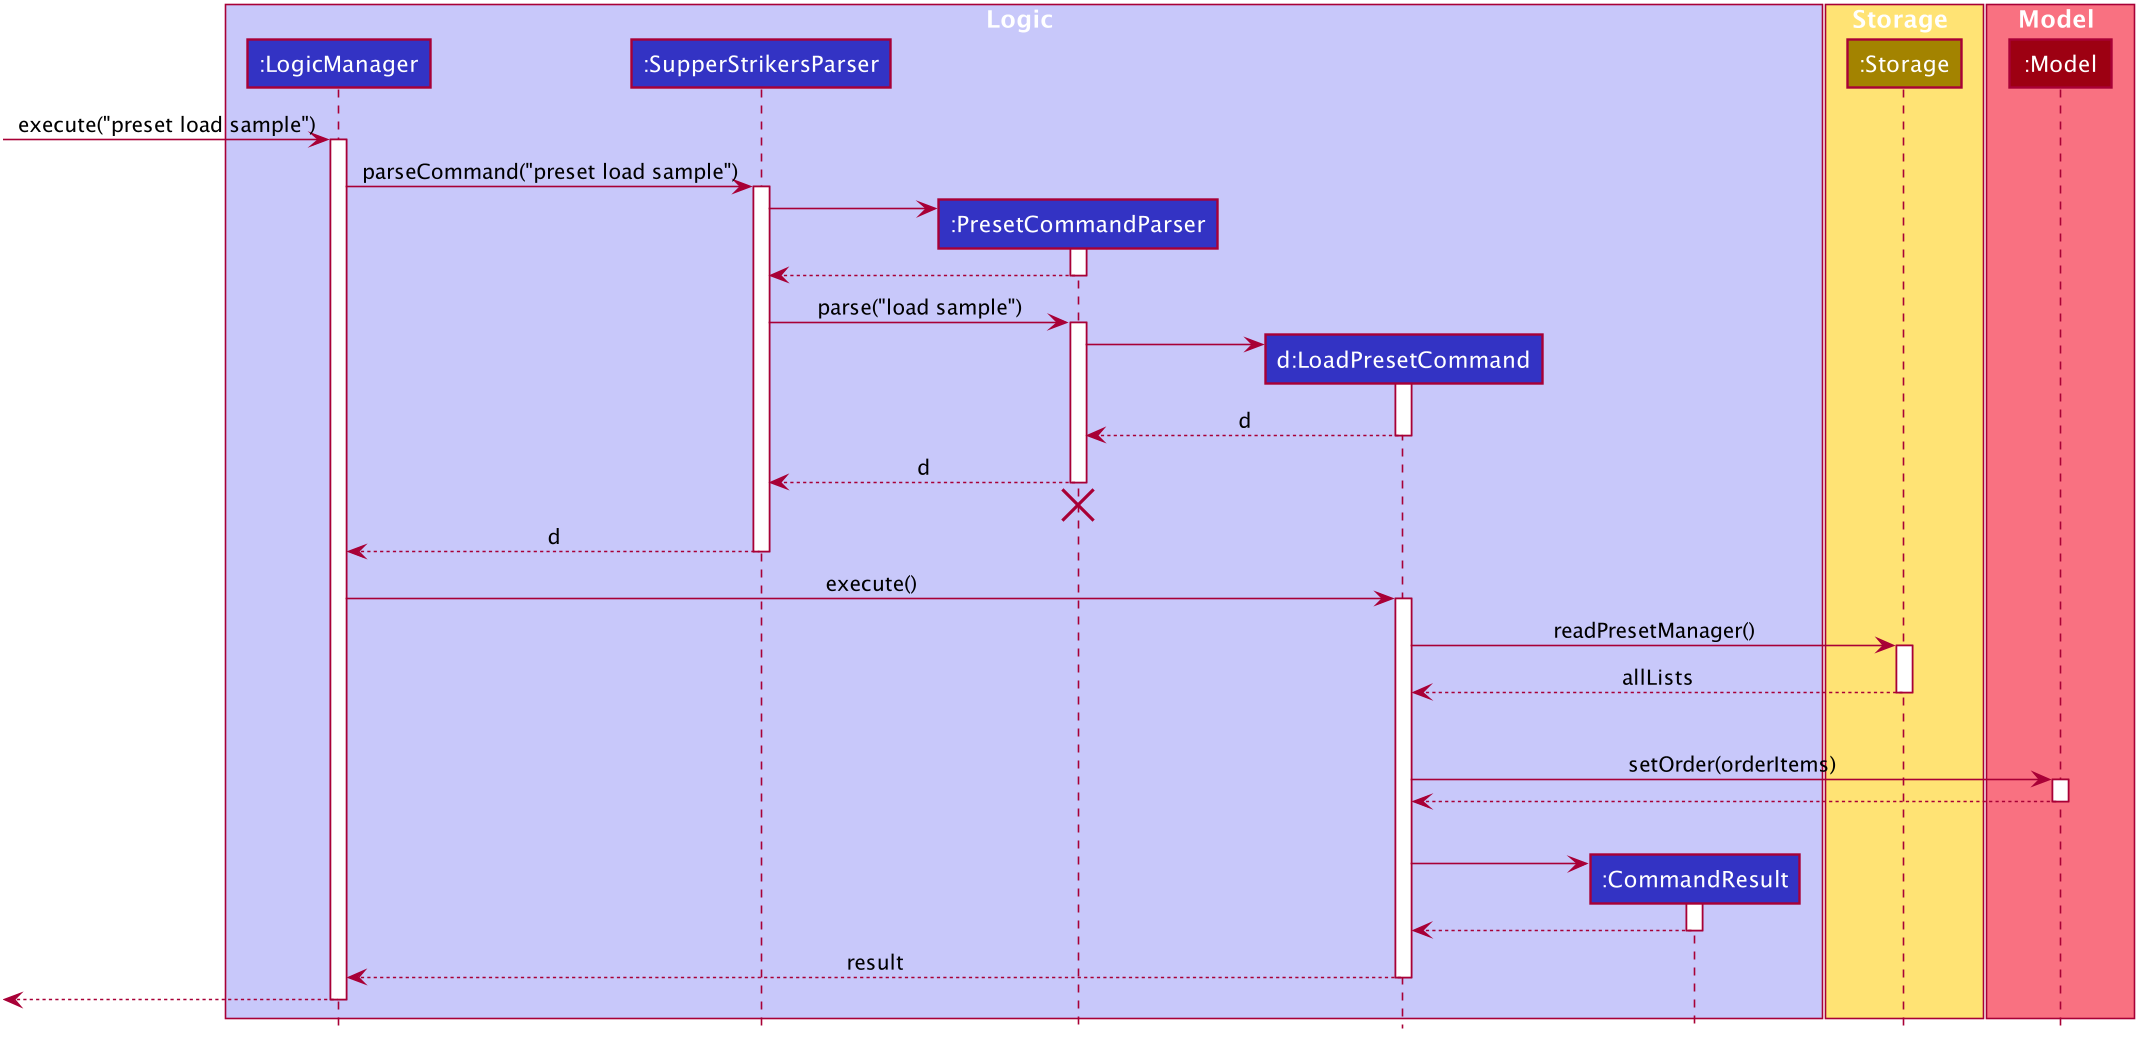 Logic
Storage
Model
:LogicManager
:SupperStrikersParser
:Storage
:Model
execute("preset load sample")
parseCommand("preset load sample")
:PresetCommandParser
parse("load sample")
d:LoadPresetCommand
d
d
d
execute()
readPresetManager()
allLists
setOrder(orderItems)
:CommandResult
result